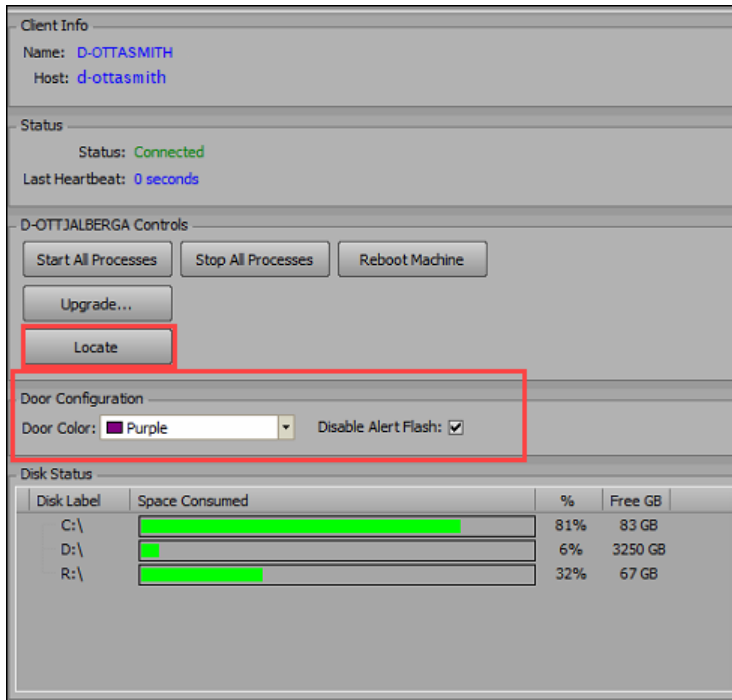 Client Info
Name: D-OTTASMITH
Host: d-ottasmith
Status
Status: Connected
Last Heartbeat: 0 seconds
D-OTTJALBERGA Controls
Start All Processes Stop All Processes Reboot Machine
Upgrade...
Locate
Door Configuration
Door Color: Purple Disable Alert Flash:
Disk Status
Disk Label Space Consumed % Free GB
C:\ 81% 83 GB
D:\ 6% 3250 GB
R:\ 32% 67 GB